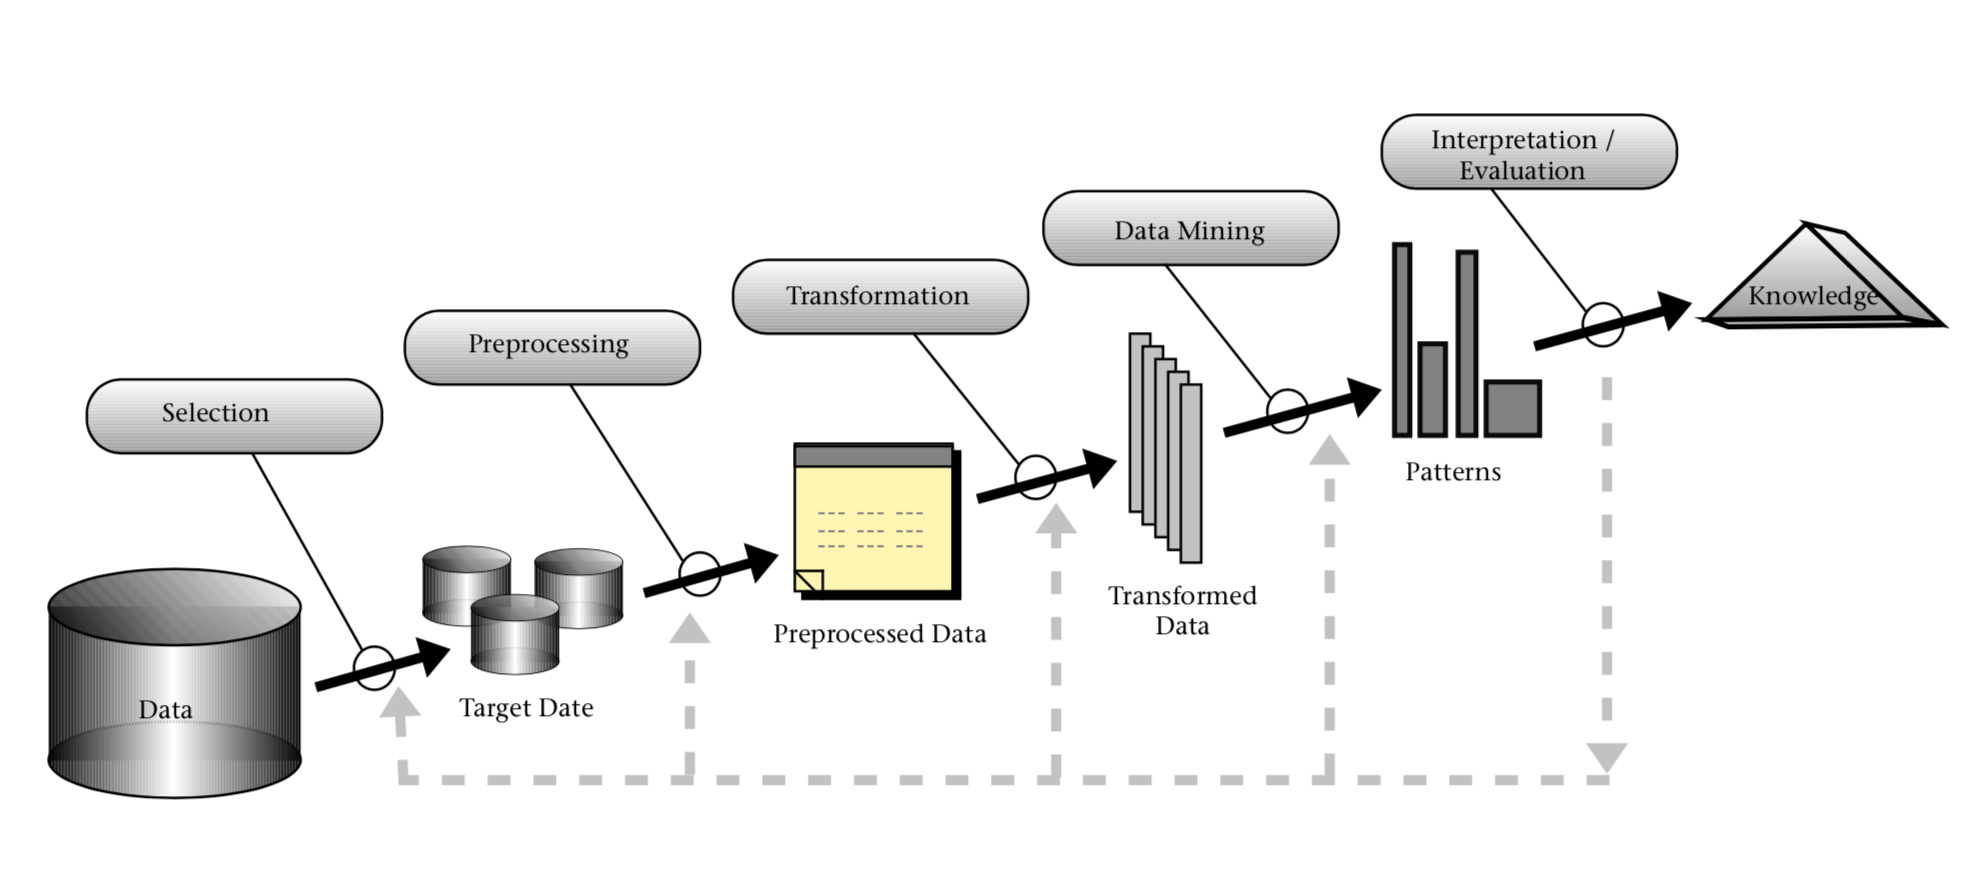 Interpretation /
Evaluation
Data Mining
Transformation
Preprocessing
Selection
Knowledge
Patterns
Transformed
Data
Preprocessed Data
Target Date
Data